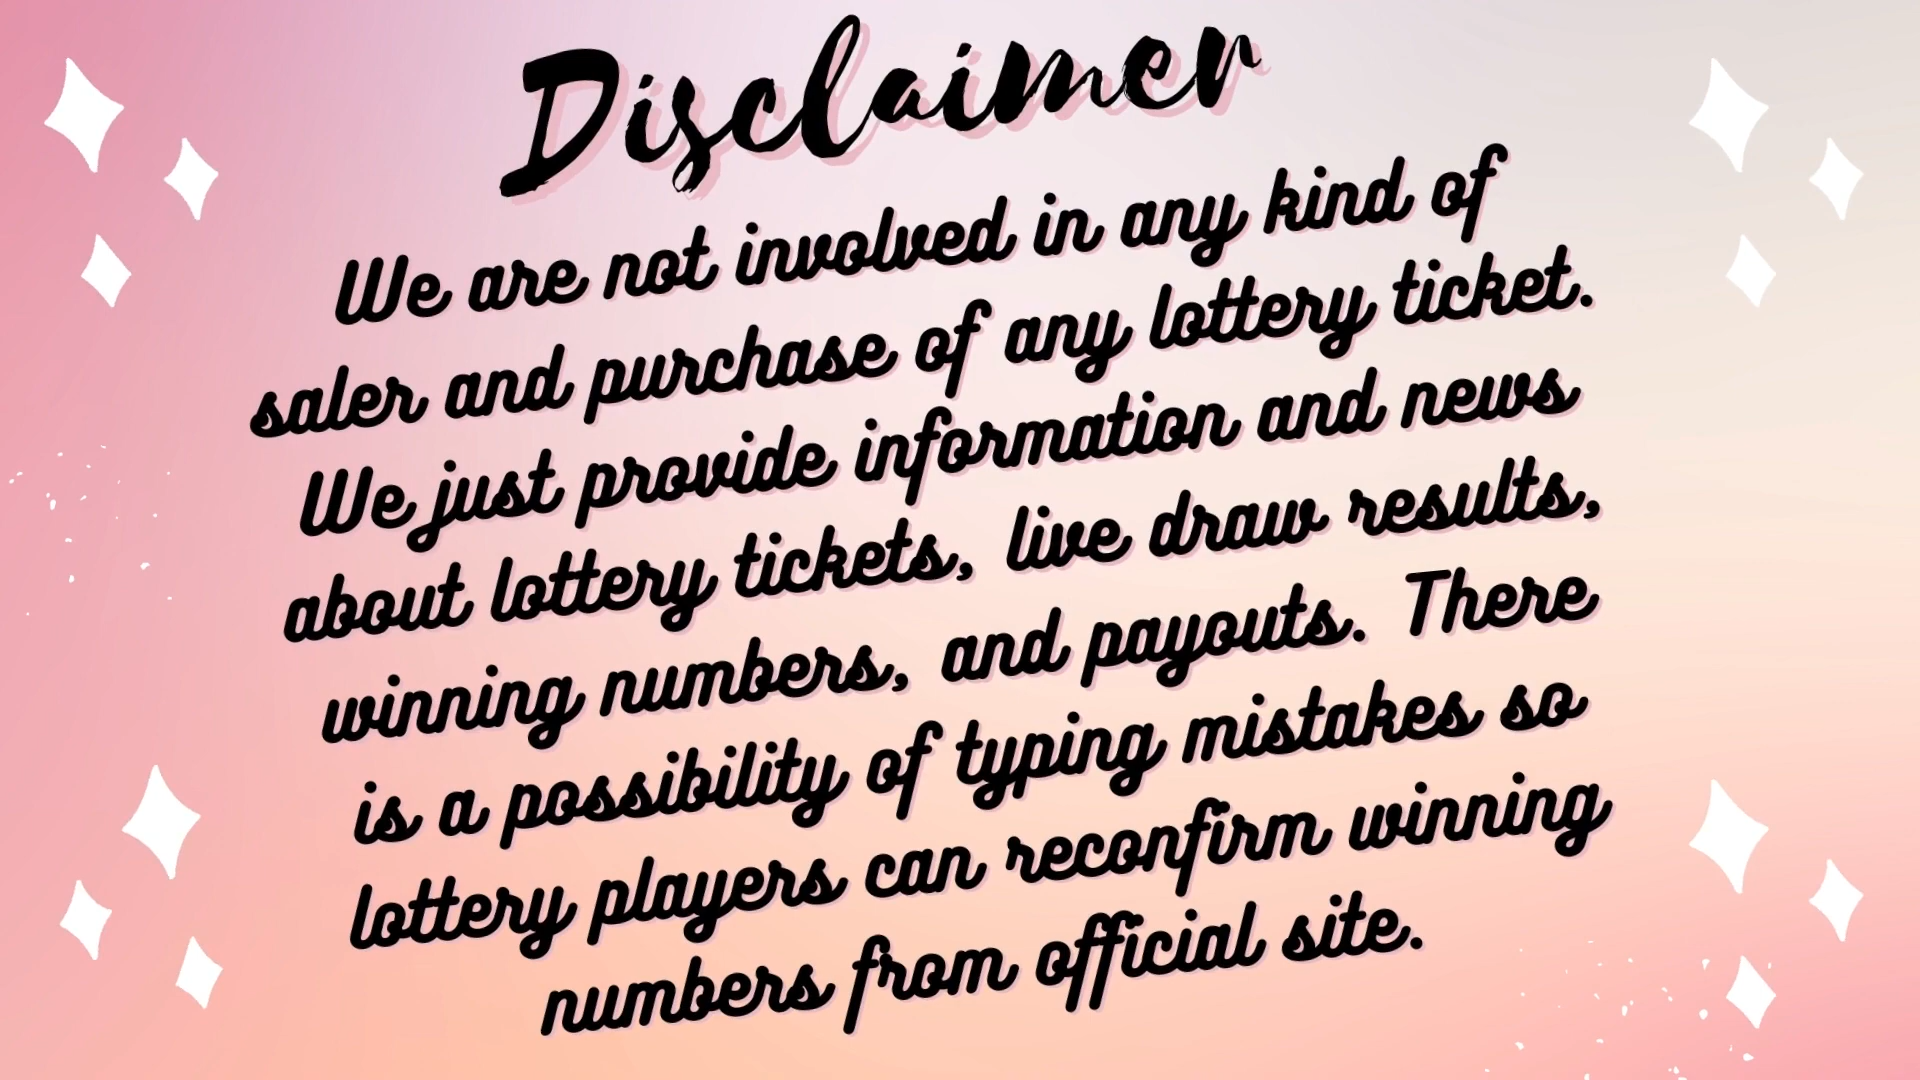 Disclaimer
We are not involved in any kind of
saler and purchase of any lottery ticket.
We just provide information and news
about lottery tickets, live draw results,
winning numbers, and payouts. There
is a possibility of typing mistakes so
lottery players can reconfirm winning
numbers from official site.